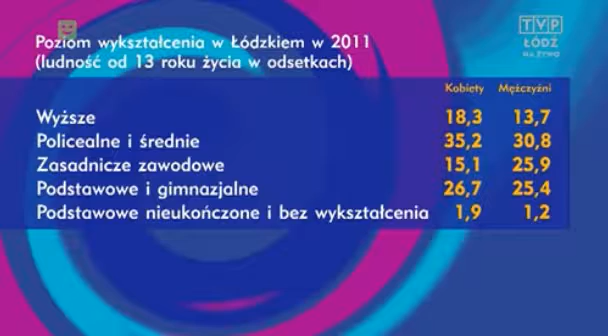 TVP
ŁÓDŹ
NA ŻYWO
Poziom wykształcenia w Łódzkiem w 2011
(ludność od 13 roku życia w odsetkach)
Kobiety Mężczyźni
Wyższe 18,3 13,7
Policealne i średnie 35,2 30,8
Zasadnicze zawodowe 15,1 25,9
Podstawowe i gimnazjalne 26,7 25,4
Podstawowe nieukończone i bez wykształcenia 1,9 1,2